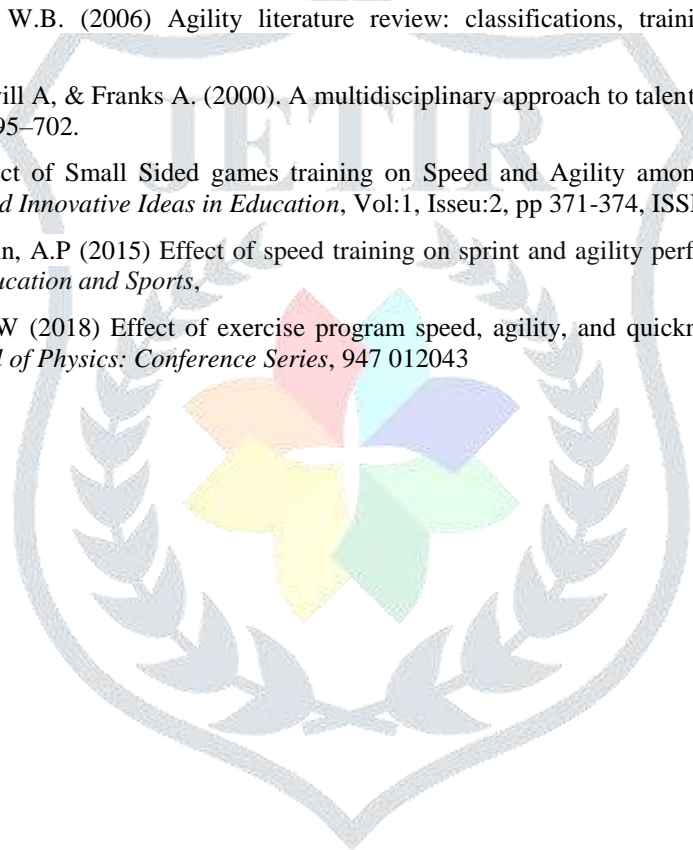 W.B. (2006) Agility literature review: classifications, traini
ill A, & Franks A. (2000). A multidisciplinary approach to talent
95–702.
ct of Small Sided games training on Speed and Agility amon
d Innovative Ideas in Education, Vol:1, Isseu:2, pp 371-374, ISS
n, A.P (2015) Effect of speed training on sprint and agility perf
ucation and Sports,
W (2018) Effect of exercise program speed, agility, and quickn
l of Physics: Conference Series, 947 012043
JETIR